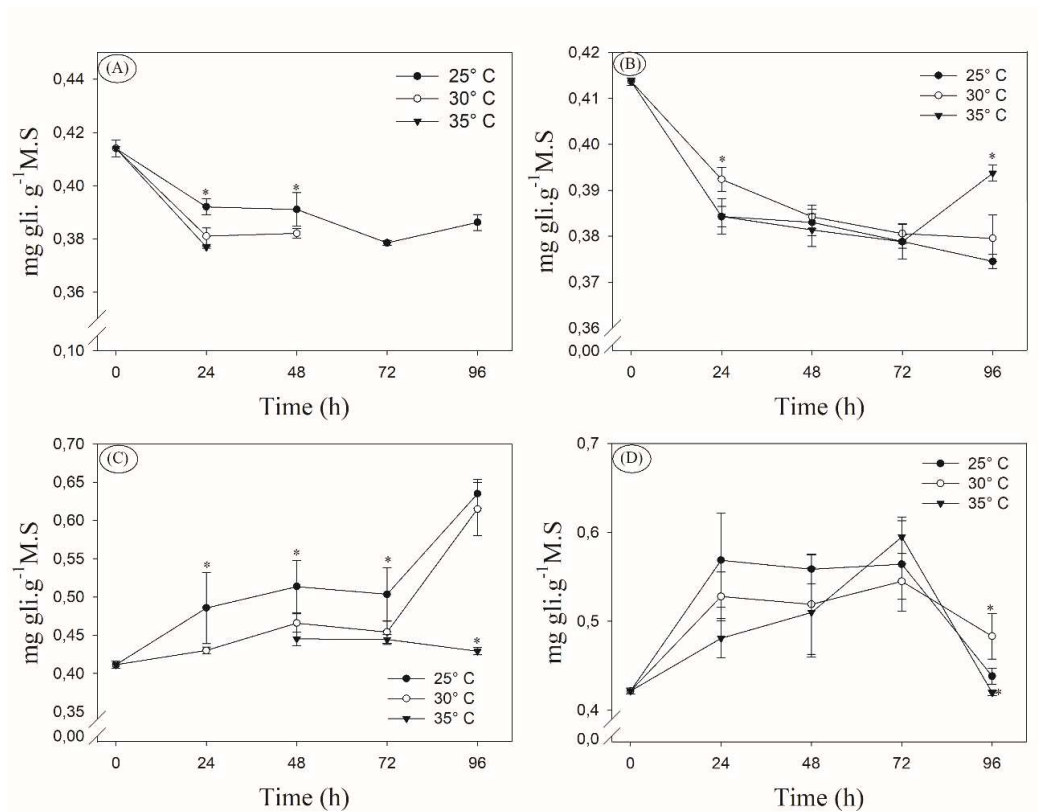 (A)
25° C
30° C
35° C
mg gli. g⁻¹M.S
0,44
0,42
0,40
0,38
0,36
0,10
* *
0 24 48 72 96
Time (h)
(B)
25° C
30° C
35° C
mg gli.g⁻¹M.S
0,42
0,41
0,40
0,39
0,38
0,37
0,36
0,00
* *
0 24 48 72 96
Time (h)
(C)
25° C
30° C
35° C
mg gli.g⁻¹M.S
0,70
0,65
0,60
0,55
0,50
0,45
0,40
0,35
0,00
* * * *
0 24 48 72 96
Time (h)
(D)
25° C
30° C
35° C
mg gli.g⁻¹M.S
0,7
0,6
0,5
0,4
0,0
*
*
0 24 48 72 96
Time (h)